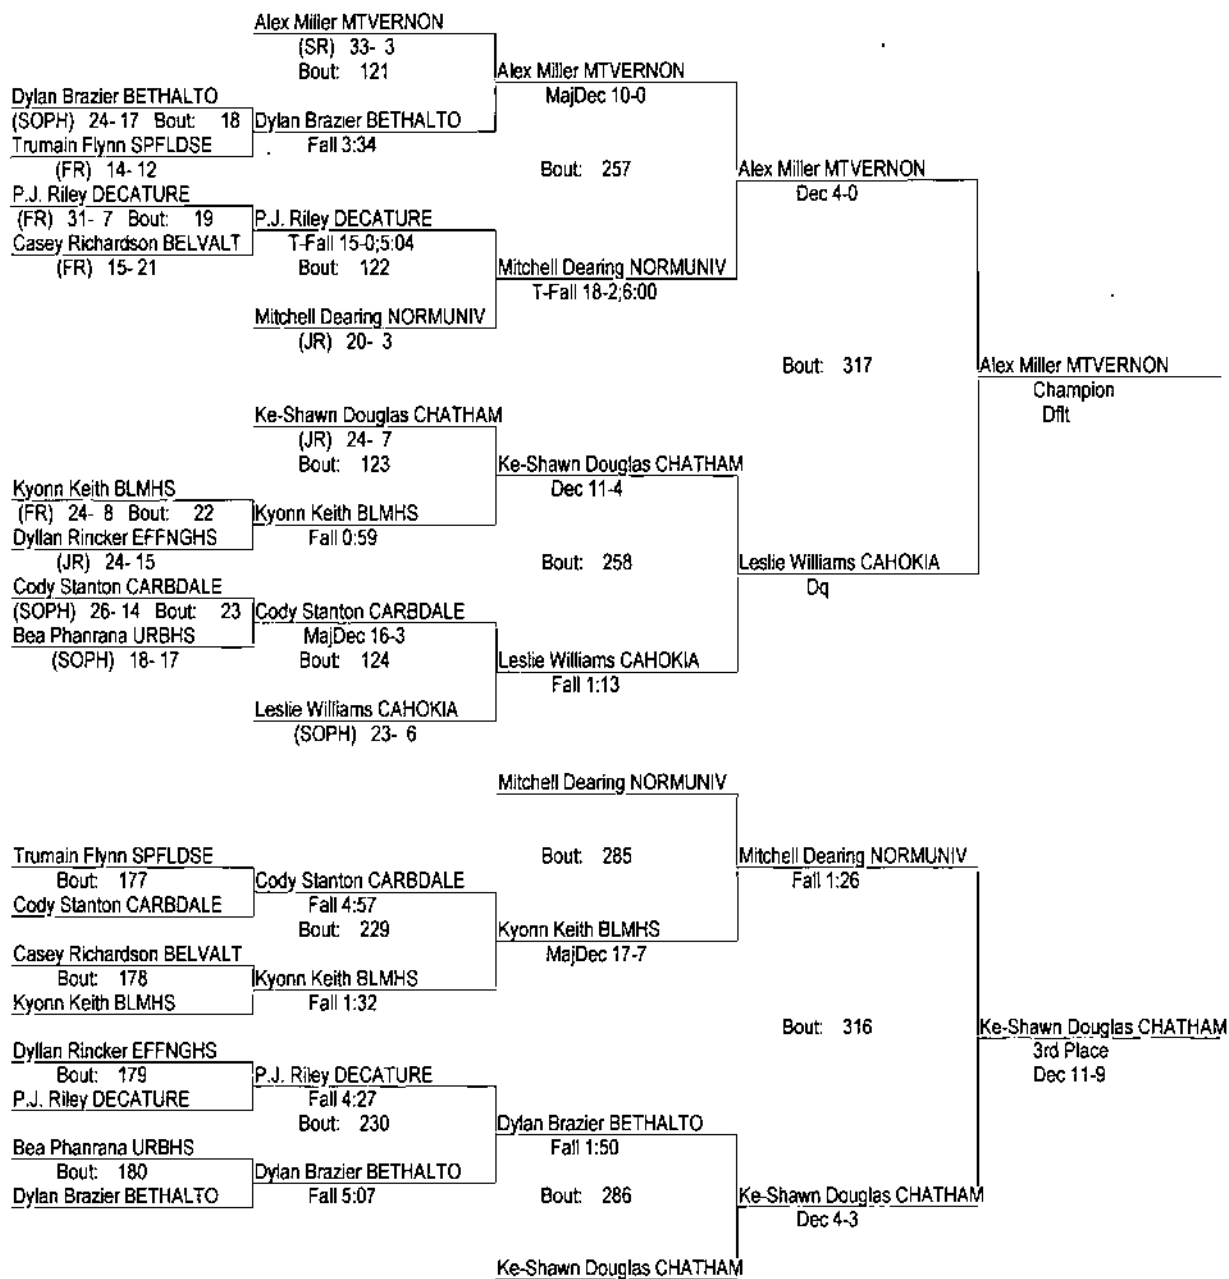 Alex Miller MTVERNON
(SR) 33- 3
Bout: 121
Alex Miller MTVERNON
MajDec 10-0
Dylan Brazier BETHALTO
(SOPH) 24- 17 Bout: 18
Dylan Brazier BETHALTO
Fall 3:34
Trumain Flynn SPFLDSE
(FR) 14- 12
Bout: 257
Alex Miller MTVERNON
Dec 4-0
P.J. Riley DECATURE
(FR) 31- 7 Bout: 19
P.J. Riley DECATURE
T-Fall 15-0;5:04
Bout: 122
Casey Richardson BELVALT
(FR) 15- 21
Mitchell Dearing NORMUNIV
T-Fall 18-2;6:00
Mitchell Dearing NORMUNIV
(JR) 20- 3
Bout: 317
Alex Miller MTVERNON
Champion
Dflt
Ke-Shawn Douglas CHATHAM
(JR) 24- 7
Bout: 123
Ke-Shawn Douglas CHATHAM
Dec 11-4
Kyonn Keith BLMHS
(FR) 24- 8 Bout: 22
Kyonn Keith BLMHS
Fall 0:59
Dyllan Rincker EFFNGHS
(JR) 24- 15
Bout: 258
Leslie Williams CAHOKIA
Dq
Cody Stanton CARBDALE
(SOPH) 26- 14 Bout: 23
Cody Stanton CARBDALE
MajDec 16-3
Bout: 124
Bea Phanrana URBHS
(SOPH) 18- 17
Leslie Williams CAHOKIA
Fall 1:13
Leslie Williams CAHOKIA
(SOPH) 23- 6
Mitchell Dearing NORMUNIV
Trumain Flynn SPFLDSE
Bout: 177
Cody Stanton CARBDALE
Cody Stanton CARBDALE
Fall 4:57
Bout: 229
Bout: 285
Mitchell Dearing NORMUNIV
Fall 1:26
Kyonn Keith BLMHS
MajDec 17-7
Casey Richardson BELVALT
Bout: 178
Kyonn Keith BLMHS
Kyonn Keith BLMHS
Fall 1:32
Bout: 316
Ke-Shawn Douglas CHATHAM
3rd Place
Dec 11-9
Dyllan Rincker EFFNGHS
Bout: 179
P.J. Riley DECATURE
P.J. Riley DECATURE
Fall 4:27
Bout: 230
Dylan Brazier BETHALTO
Fall 1:50
Bea Phanrana URBHS
Bout: 180
Dylan Brazier BETHALTO
Dylan Brazier BETHALTO
Fall 5:07
Bout: 286
Ke-Shawn Douglas CHATHAM
Dec 4-3
Ke-Shawn Douglas CHATHAM